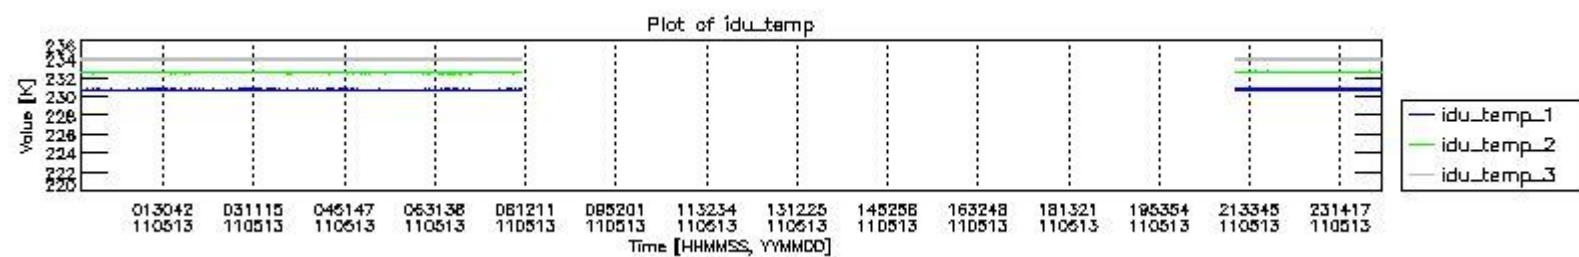 Plot of idu_temp
Value [K]
236
234
232
230
228
226
224
222
220
013042 031115 045147 063138 081211 095201 113234 131225 145258 163248 181321 195354 213345 231417
110513 110513 110513 110513 110513 110513 110513 110513 110513 110513 110513 110513 110513 110513
Time [HHMMSS, YYMMDD]
idu_temp_1
idu_temp_2
idu_temp_3